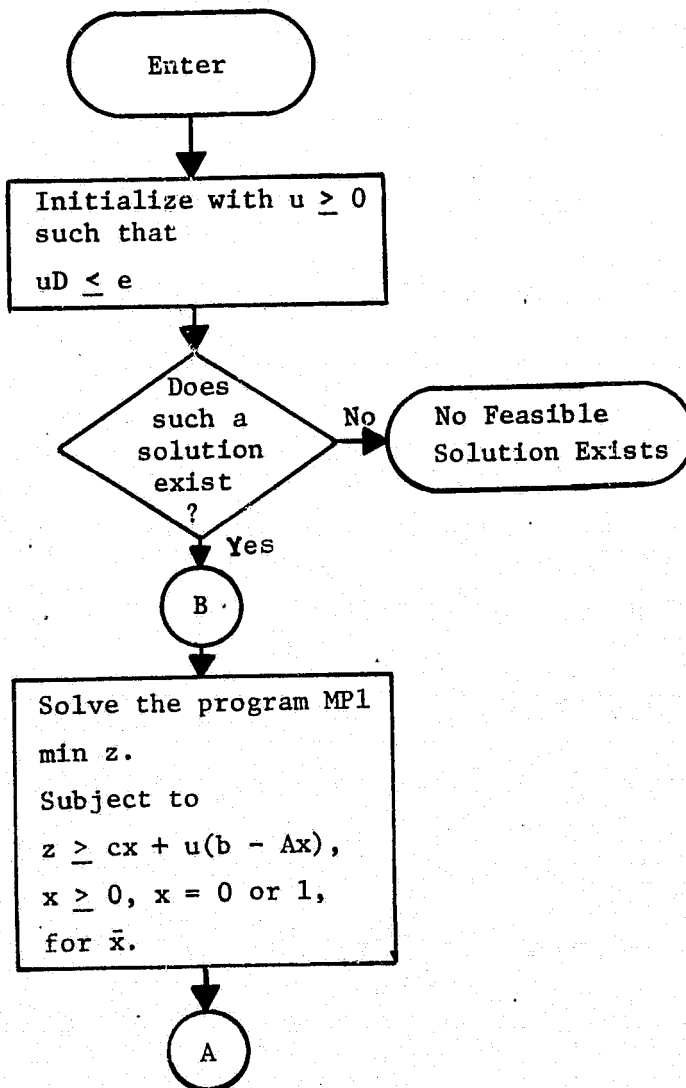 Enter
Initialize with u ≥ 0
such that
uD ≤ e
Does
such a
solution
exist
?
No
No Feasible
Solution Exists
Yes
B
Solve the program MP1
min z.
Subject to
z ≥ cx + u(b - Ax),
x ≥ 0, x = 0 or 1,
for x̄.
A